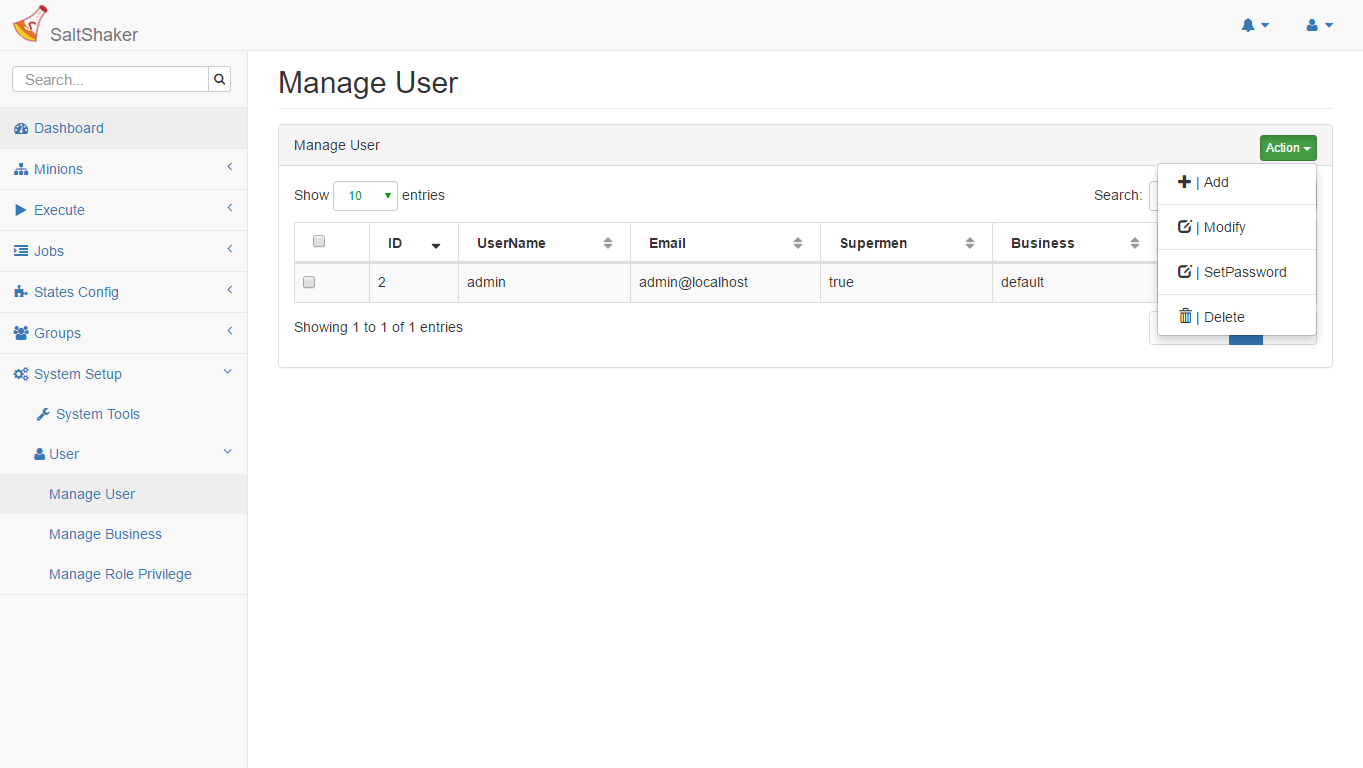 SaltShaker
Search...
Dashboard
Minions
Execute
Jobs
States Config
Groups
System Setup
System Tools
User
Manage User
Manage Business
Manage Role Privilege
Manage User
Manage User
Action
Show 10 entries
Search:
| Add
| Modify
| SetPassword
| Delete
ID UserName Email Supermen Business
2 admin admin@localhost true default
Showing 1 to 1 of 1 entries